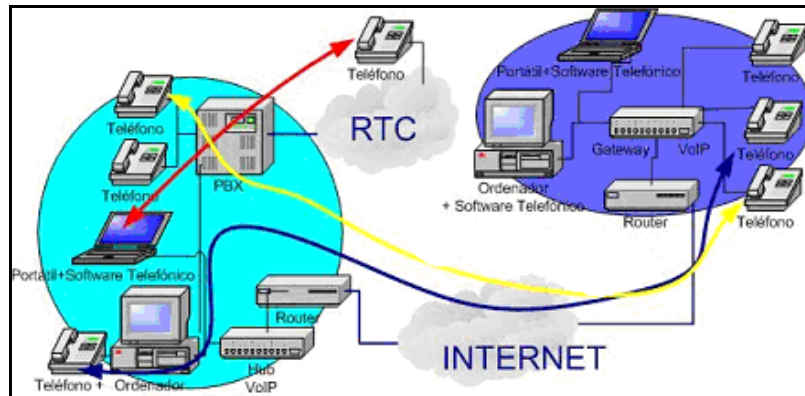 Teléfono
RTC
Teléfono
PBX
Teléfono
Portátil+Software Telefónico
Router
Hub
VoIP
Teléfono +
Ordenador
INTERNET
Portátil+Software Telefónico
Teléfono
Gateway
VoIP
Teléfono
Ordenador
+ Software Telefónico
Router
Teléfono